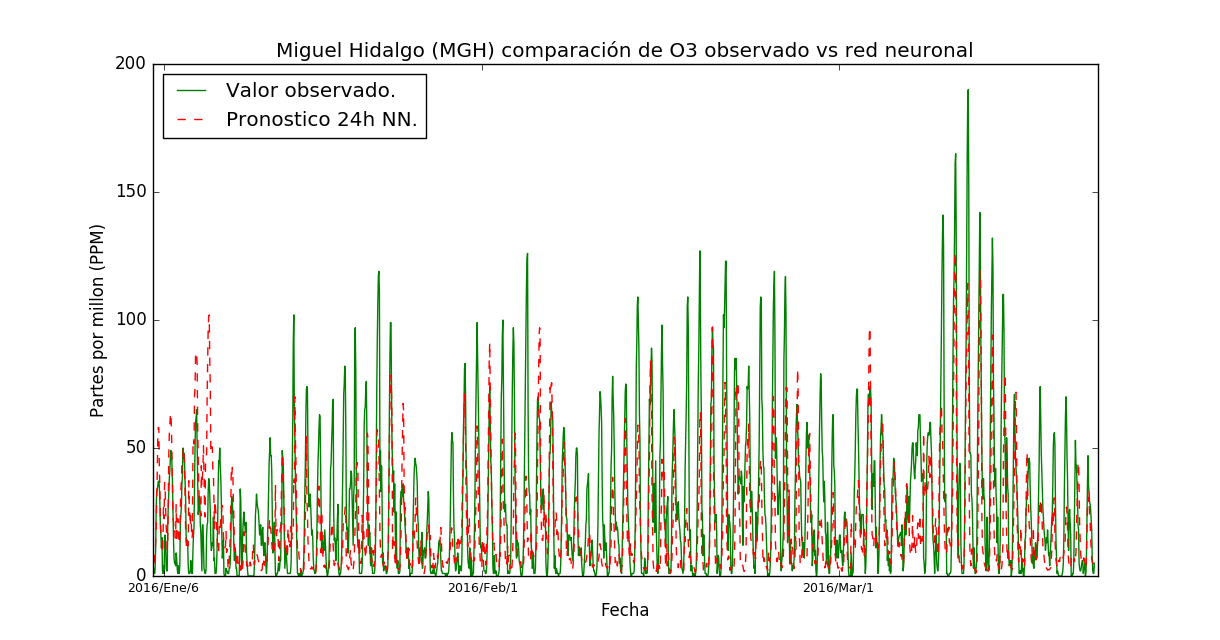 Miguel Hidalgo (MGH) comparación de O3 observado vs red neuronal
200
Valor observado.
Pronostico 24h NN.
150
100
50
0
Partes por millon (PPM)
2016/Ene/6 2016/Feb/1 2016/Mar/1
Fecha